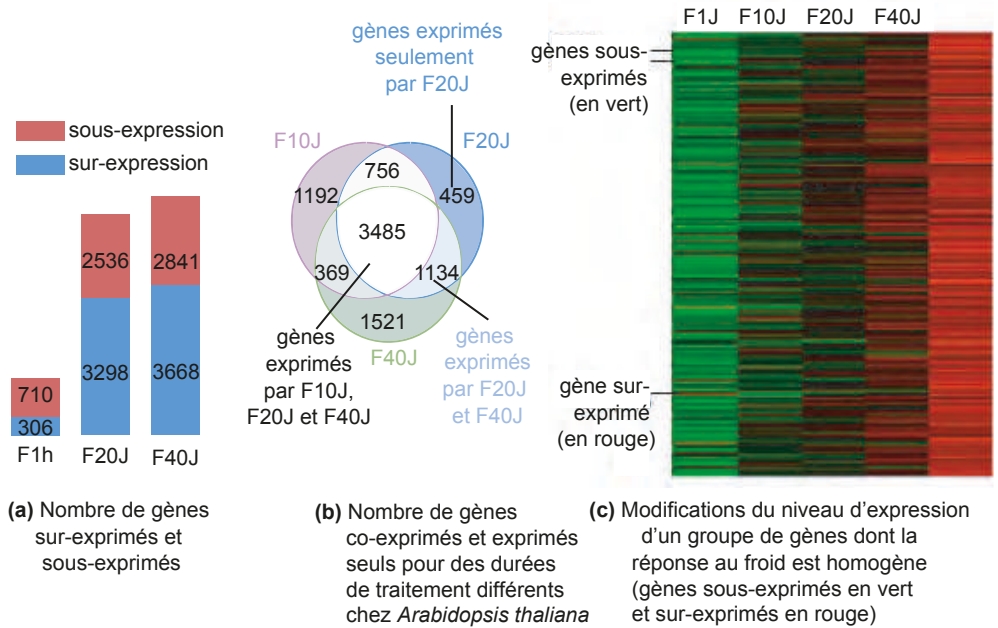 sous-expression
sur-expression
710
306
F1h
2536
3298
F20J
2841
3668
F40J
(a) Nombre de gènes
sur-exprimés et
sous-exprimés
gènes exprimés
seulement
par F20J
F10J
F20J
756
1192
459
3485
369
1134
1521
F40J
gènes
exprimés
par F10J,
F20J et F40J
gènes
exprimés
par F20J
et F40J
(b) Nombre de gènes
co-exprimés et exprimés
seuls pour des durées
de traitement différents
chez Arabidopsis thaliana
F1J F10J F20J F40J
gènes sous-
exprimés
(en vert)
gène sur-
exprimé
(en rouge)
(c) Modifications du niveau d'expression
d'un groupe de gènes dont la
réponse au froid est homogène
(gènes sous-exprimés en vert
et sur-exprimés en rouge)